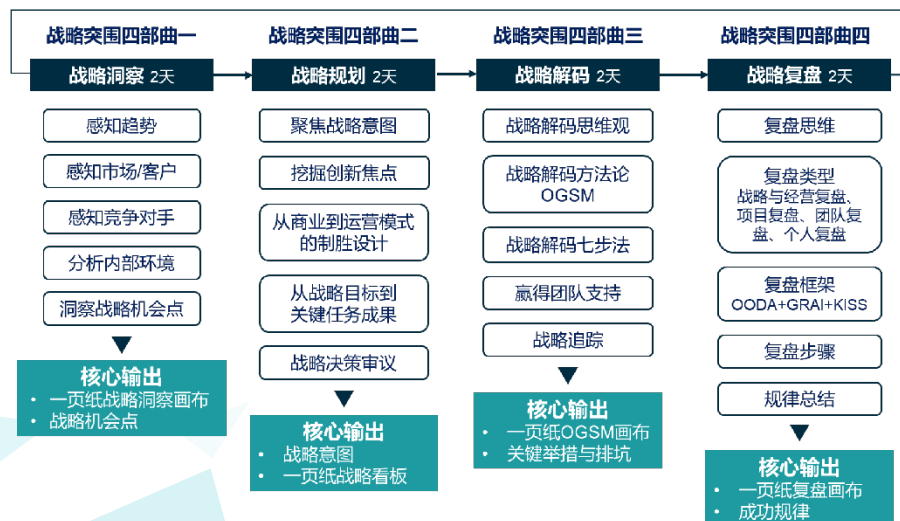 战略突围四部曲一
战略洞察 2天
感知趋势
感知市场/客户
感知竞争对手
分析内部环境
洞察战略机会点
核心输出
• 一页纸战略洞察画布
• 战略机会点
战略突围四部曲二
战略规划 2天
聚焦战略意图
挖掘创新焦点
从商业到运营模式
的制胜设计
从战略目标到
关键任务成果
战略决策审议
核心输出
• 战略意图
• 一页纸战略看板
战略突围四部曲三
战略解码 2天
战略解码思维观
战略解码方法论
OGSM
战略解码七步法
赢得团队支持
战略追踪
核心输出
• 一页纸OGSM画布
• 关键举措与排坑
战略突围四部曲四
战略复盘 2天
复盘思维
复盘类型
战略与经营复盘、
项目复盘、团队复
盘、个人复盘
复盘框架
OODA+GRAI+KISS
复盘步骤
规律总结
核心输出
• 一页纸复盘画布
• 成功规律